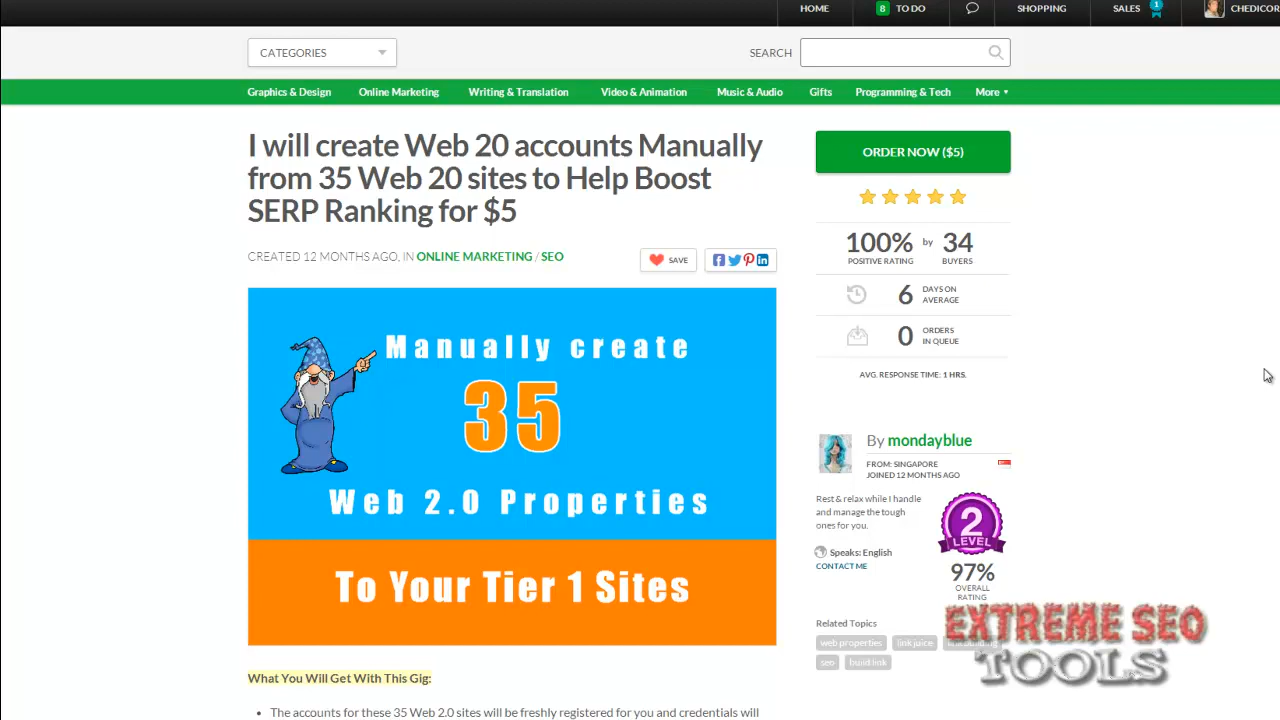 HOME
8 TO DO
SHOPPING
SALES 1
CHEDICOR
CATEGORIES
SEARCH
Graphics & Design Online Marketing Writing & Translation Video & Animation Music & Audio Gifts Programming & Tech More
I will create Web 20 accounts Manually
from 35 Web 20 sites to Help Boost
SERP Ranking for $5
CREATED 12 MONTHS AGO, IN ONLINE MARKETING / SEO
SAVE
Manually create
35
Web 2.0 Properties
To Your Tier 1 Sites
What You Will Get With This Gig:
• The accounts for these 35 Web 2.0 sites will be freshly registered for you and credentials will
ORDER NOW ($5)
100% by 34
POSITIVE RATING BUYERS
6 DAYS ON
AVERAGE
0 ORDERS
IN QUEUE
AVG. RESPONSE TIME: 1 HRS.
By mondayblue
FROM: SINGAPORE
JOINED 12 MONTHS AGO
Rest & relax while I handle
and manage the tough
ones for you.
Speaks: English
CONTACT ME
2
LEVEL
97%
OVERALL
RATING
Related Topics
web properties link juice link building
seo build link
EXTREME SEO
TOOLS